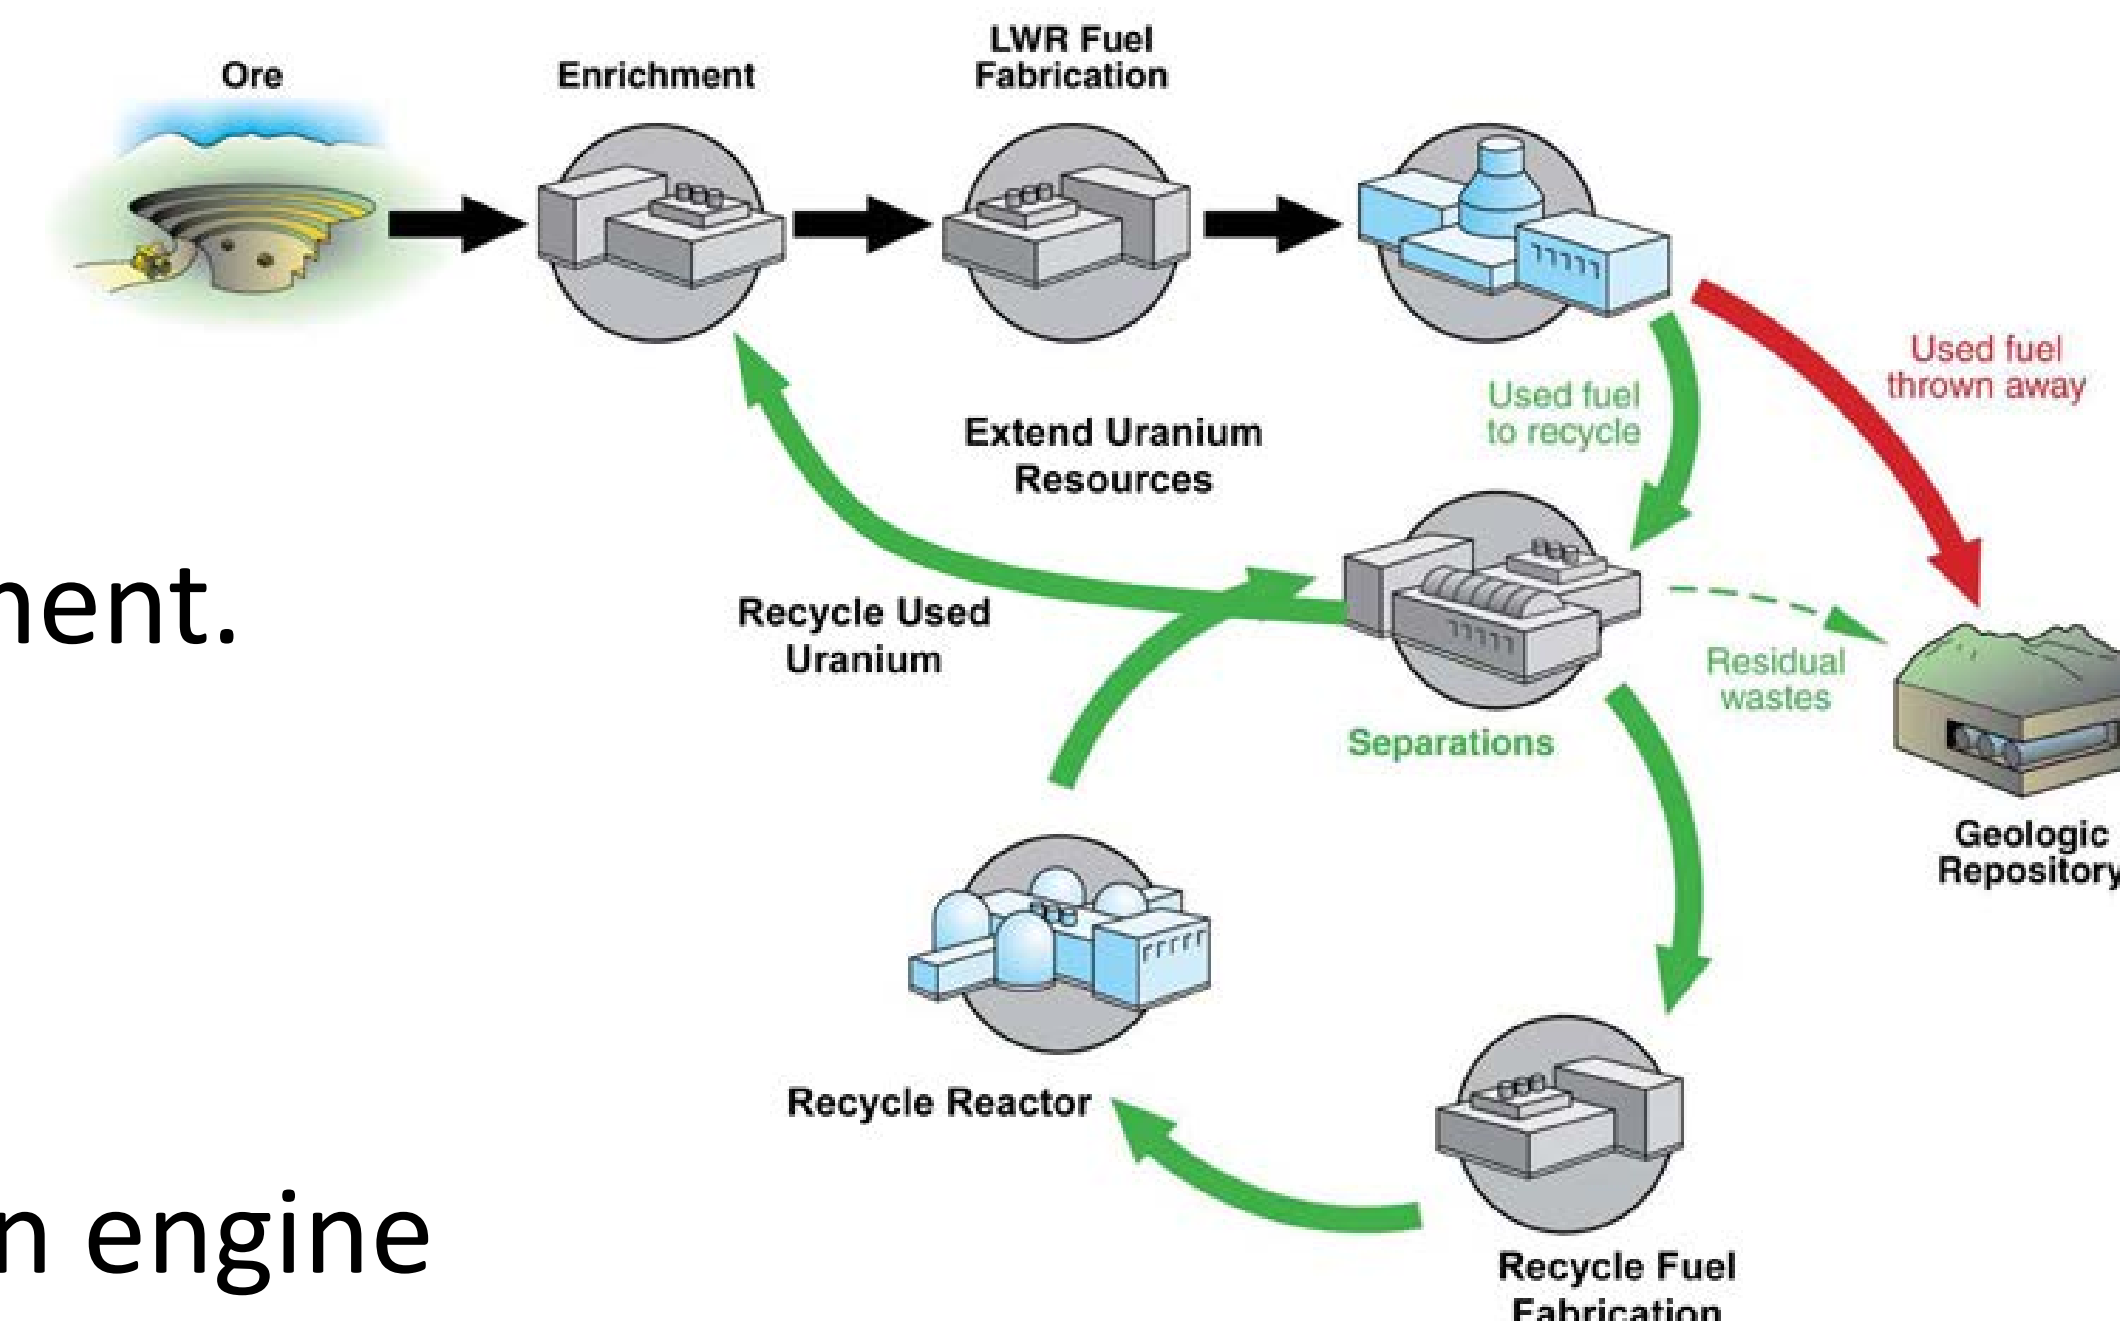 Ore
Enrichment
LWR Fuel
Fabrication
Used fuel
thrown away
Used fuel
to recycle
Extend Uranium
Resources
Recycle Used
Uranium
Residual
wastes
Separations
Geologic
Repository
Recycle Reactor
Recycle Fuel
Fabrication
ment.
n engine